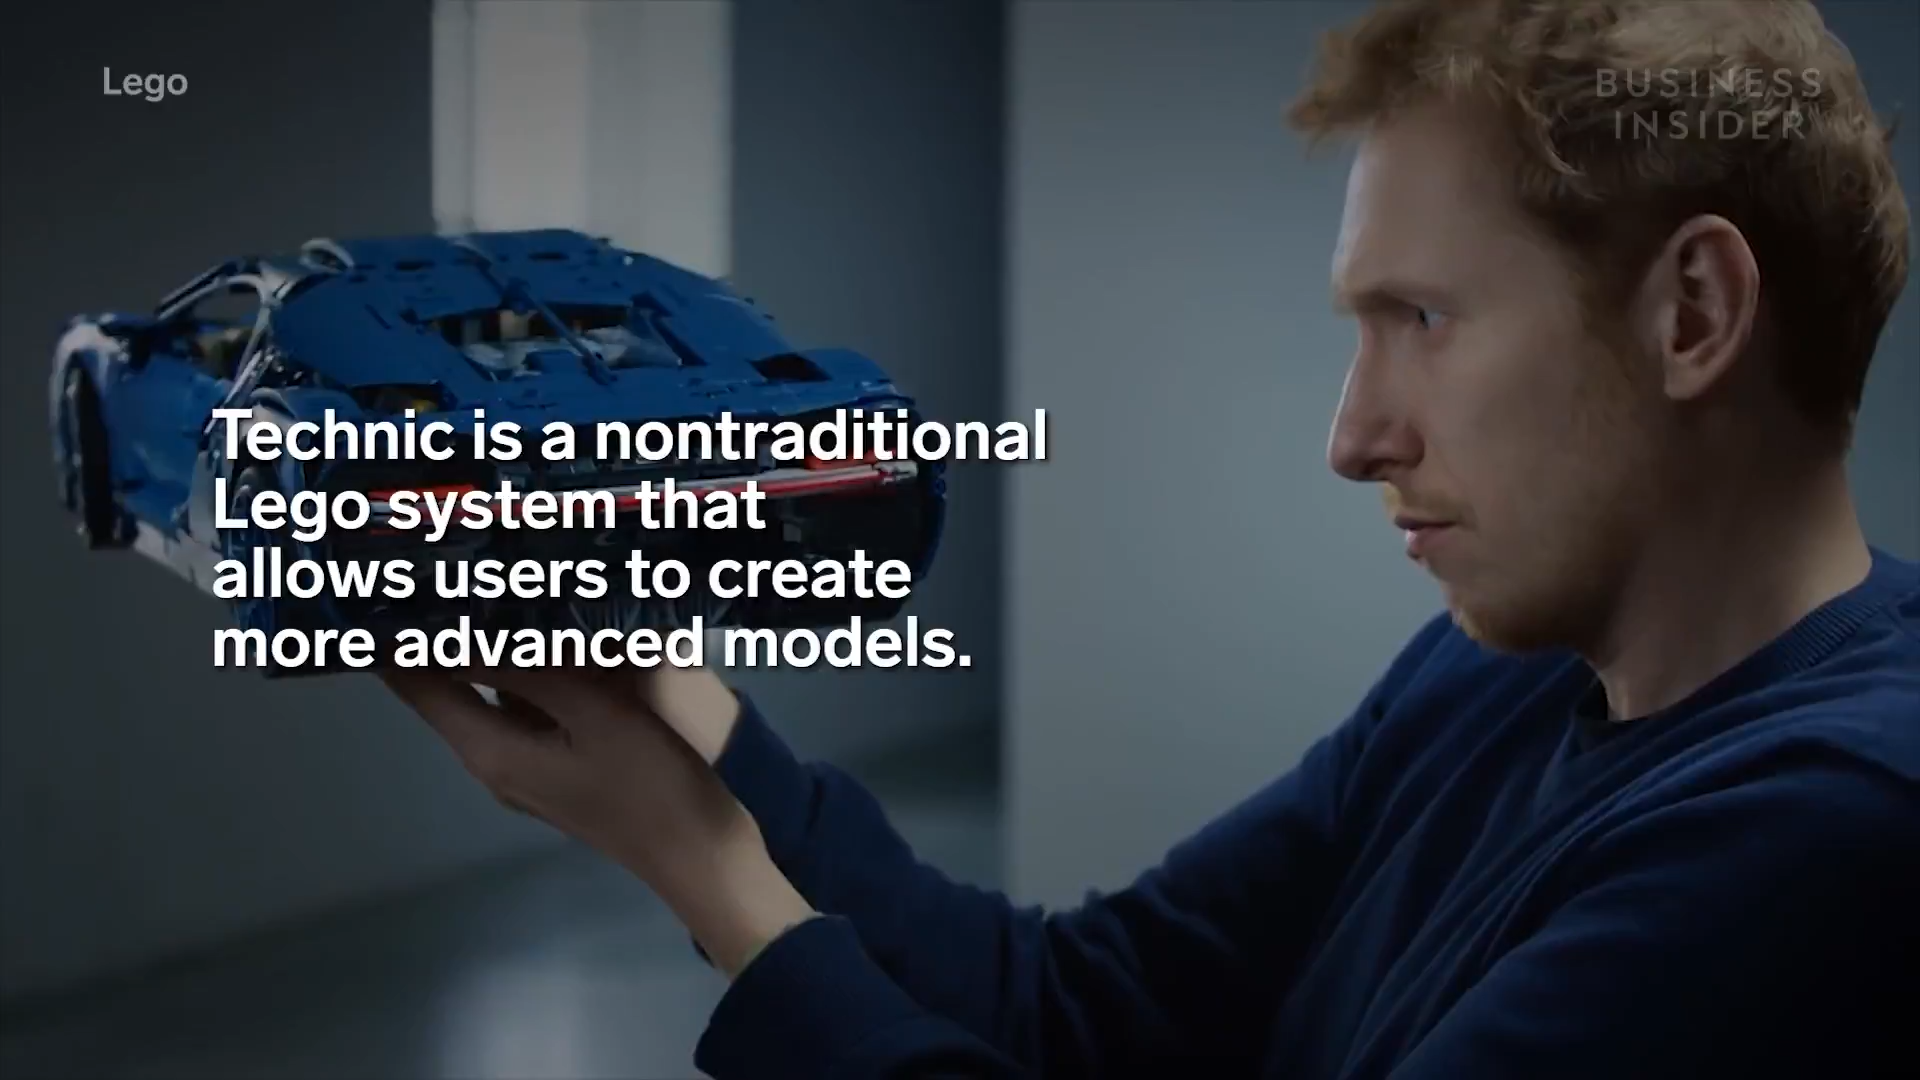 Lego
BUSINESS
INSIDER
Technic is a nontraditional
Lego system that
allows users to create
more advanced models.